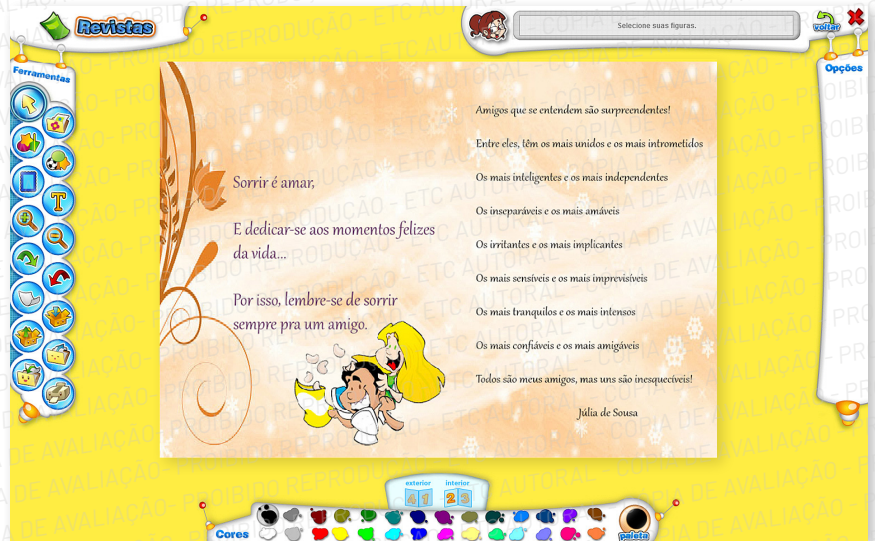 Revistas
Selecione suas figuras.
voltar
Ferramentas
Opções
Sorrir é amar,
E dedicar-se aos momentos felizes
da vida...
Por isso, lembre-se de sorrir
sempre pra um amigo.
Amigos que se entendem são surpreendentes!
Entre eles, têm os mais unidos e os mais intrometidos
Os mais inteligentes e os mais independentes
Os inseparáveis e os mais amáveis
Os irritantes e os mais implicantes
Os mais sensíveis e os mais imprevisíveis
Os mais tranquilos e os mais intensos
Os mais confiáveis e os mais amigáveis
Todos são meus amigos, mas uns são inesquecíveis!
Júlia de Sousa
exterior interior
4 1 2 3
Cores
paleta